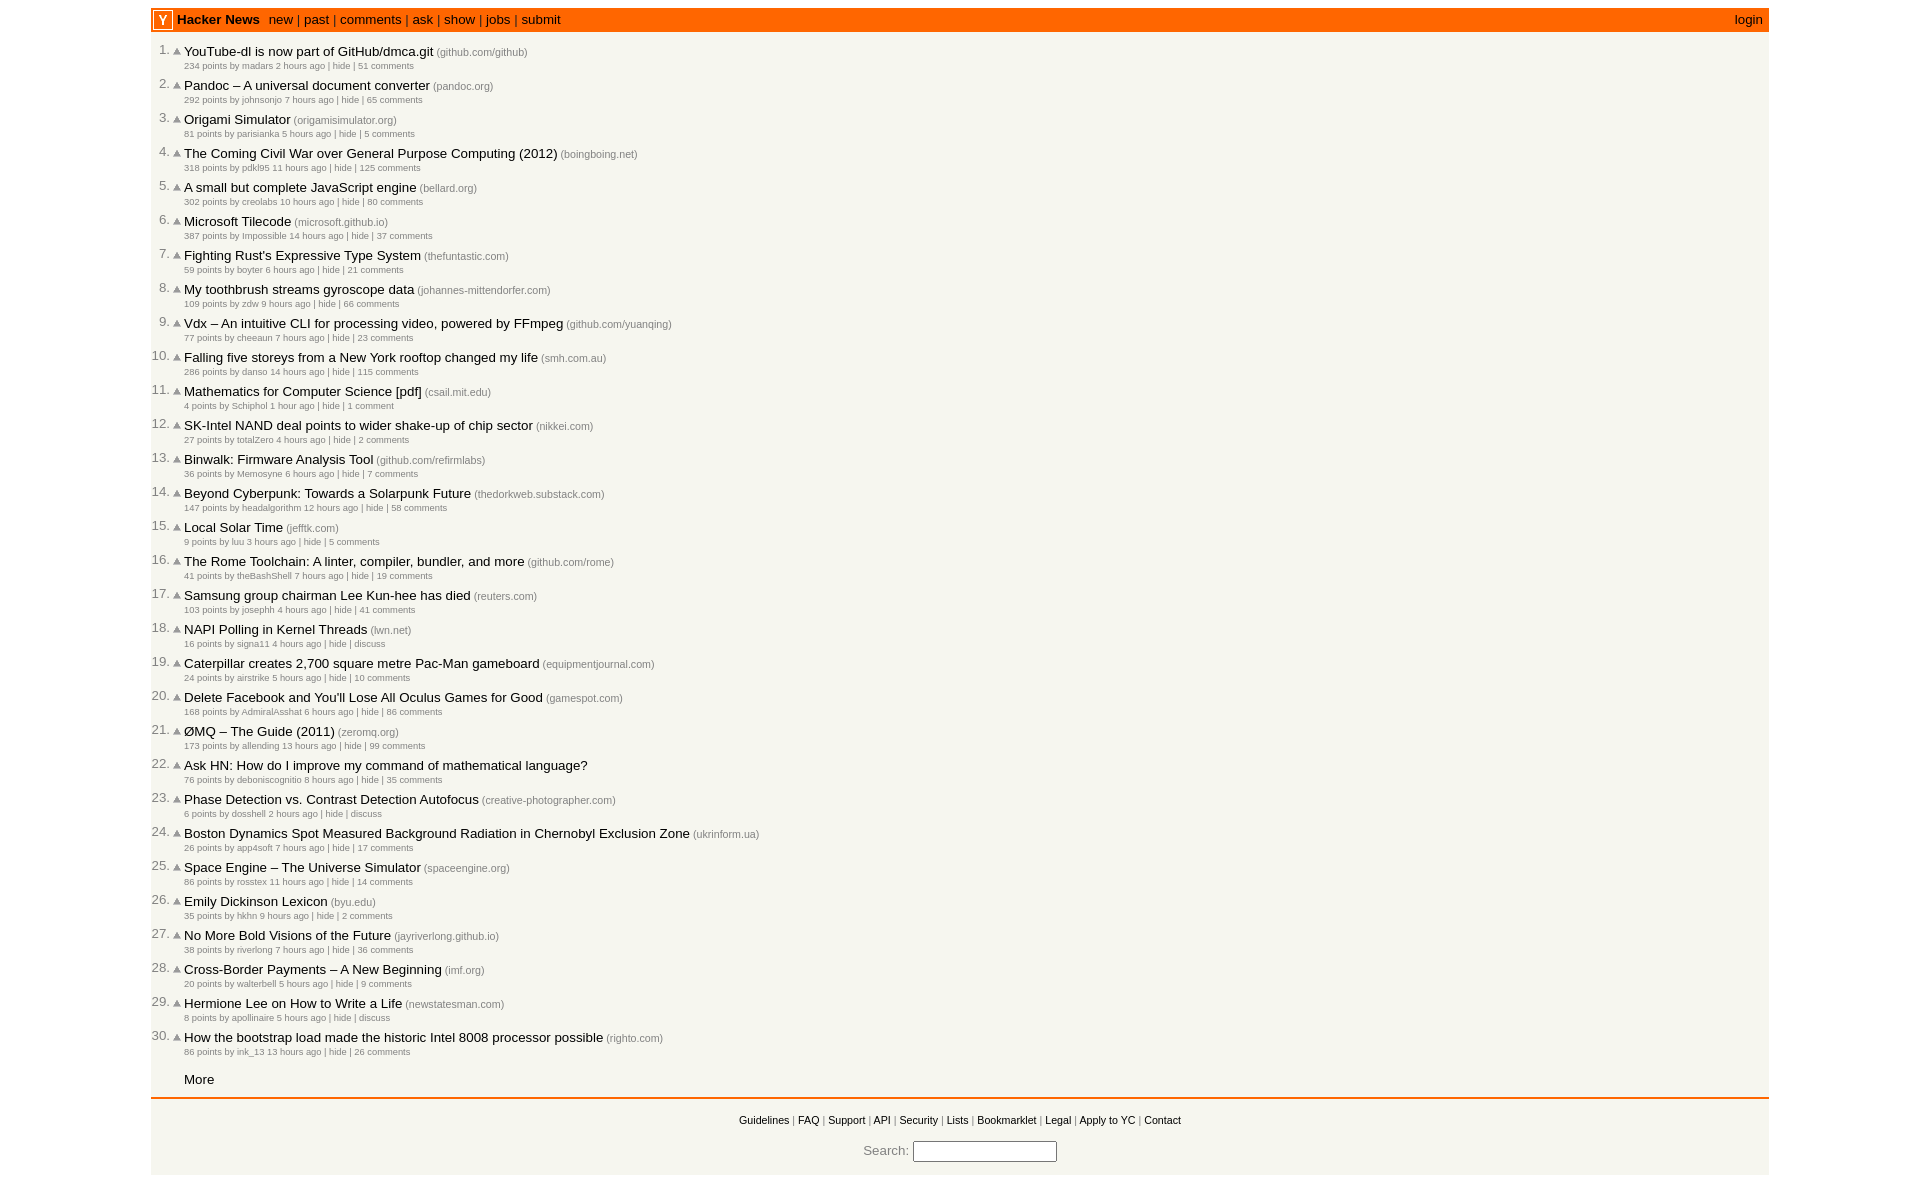 Y Hacker News new | past | comments | ask | show | jobs | submit login
1. YouTube-dl is now part of GitHub/dmca.git (github.com/github)
234 points by madars 2 hours ago | hide | 51 comments
2. Pandoc – A universal document converter (pandoc.org)
292 points by johnsonjo 7 hours ago | hide | 65 comments
3. Origami Simulator (origamisimulator.org)
81 points by parisianka 5 hours ago | hide | 5 comments
4. The Coming Civil War over General Purpose Computing (2012) (boingboing.net)
318 points by pdkl95 11 hours ago | hide | 125 comments
5. A small but complete JavaScript engine (bellard.org)
302 points by creolabs 10 hours ago | hide | 80 comments
6. Microsoft Tilecode (microsoft.github.io)
387 points by Impossible 14 hours ago | hide | 37 comments
7. Fighting Rust's Expressive Type System (thefuntastic.com)
59 points by boyter 6 hours ago | hide | 21 comments
8. My toothbrush streams gyroscope data (johannes-mittendorfer.com)
109 points by zdw 9 hours ago | hide | 66 comments
9. Vdx – An intuitive CLI for processing video, powered by FFmpeg (github.com/yuanqing)
77 points by cheeaun 7 hours ago | hide | 23 comments
10. Falling five storeys from a New York rooftop changed my life (smh.com.au)
286 points by danso 14 hours ago | hide | 115 comments
11. Mathematics for Computer Science [pdf] (csail.mit.edu)
4 points by Schiphol 1 hour ago | hide | 1 comment
12. SK-Intel NAND deal points to wider shake-up of chip sector (nikkei.com)
27 points by totalZero 4 hours ago | hide | 2 comments
13. Binwalk: Firmware Analysis Tool (github.com/refirmlabs)
36 points by Memosyne 6 hours ago | hide | 7 comments
14. Beyond Cyberpunk: Towards a Solarpunk Future (thedorkweb.substack.com)
147 points by headalgorithm 12 hours ago | hide | 58 comments
15. Local Solar Time (jefftk.com)
9 points by luu 3 hours ago | hide | 5 comments
16. The Rome Toolchain: A linter, compiler, bundler, and more (github.com/rome)
41 points by theBashShell 7 hours ago | hide | 19 comments
17. Samsung group chairman Lee Kun-hee has died (reuters.com)
103 points by josephh 4 hours ago | hide | 41 comments
18. NAPI Polling in Kernel Threads (lwn.net)
16 points by signa11 4 hours ago | hide | discuss
19. Caterpillar creates 2,700 square metre Pac-Man gameboard (equipmentjournal.com)
24 points by airstrike 5 hours ago | hide | 10 comments
20. Delete Facebook and You'll Lose All Oculus Games for Good (gamespot.com)
168 points by AdmiralAsshat 6 hours ago | hide | 86 comments
21. ØMQ – The Guide (2011) (zeromq.org)
173 points by allending 13 hours ago | hide | 99 comments
22. Ask HN: How do I improve my command of mathematical language?
76 points by deboniscognitio 8 hours ago | hide | 35 comments
23. Phase Detection vs. Contrast Detection Autofocus (creative-photographer.com)
6 points by dosshell 2 hours ago | hide | discuss
24. Boston Dynamics Spot Measured Background Radiation in Chernobyl Exclusion Zone (ukrinform.ua)
26 points by app4soft 7 hours ago | hide | 17 comments
25. Space Engine – The Universe Simulator (spaceengine.org)
86 points by rosstex 11 hours ago | hide | 14 comments
26. Emily Dickinson Lexicon (byu.edu)
35 points by hkhn 9 hours ago | hide | 2 comments
27. No More Bold Visions of the Future (jayriverlong.github.io)
38 points by riverlong 7 hours ago | hide | 36 comments
28. Cross-Border Payments – A New Beginning (imf.org)
20 points by walterbell 5 hours ago | hide | 9 comments
29. Hermione Lee on How to Write a Life (newstatesman.com)
8 points by apollinaire 5 hours ago | hide | discuss
30. How the bootstrap load made the historic Intel 8008 processor possible (righto.com)
86 points by ink_13 13 hours ago | hide | 26 comments
More
Guidelines | FAQ | Support | API | Security | Lists | Bookmarklet | Legal | Apply to YC | Contact
Search: